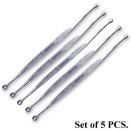 Set of 5 PCS.